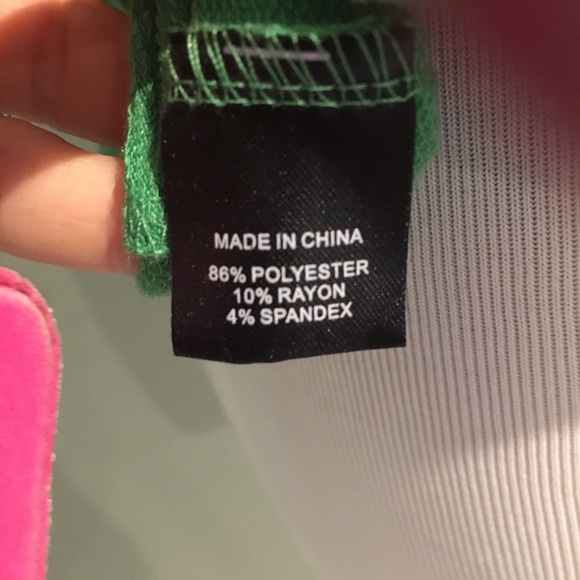 MADE IN CHINA
86% POLYESTER
10% RAYON
4% SPANDEX